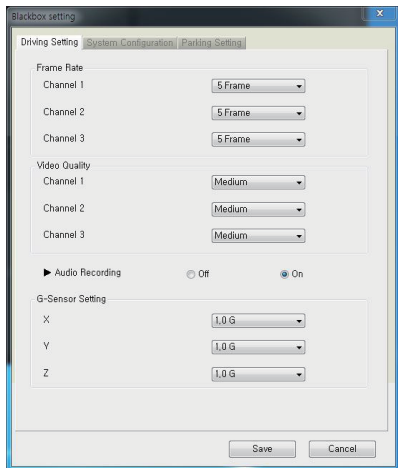 Blackbox setting
x
Driving Setting System Configuration Parking Setting
Frame Rate
Channel 1 5 Frame
Channel 2 5 Frame
Channel 3 5 Frame
Video Quality
Channel 1 Medium
Channel 2 Medium
Channel 3 Medium
▶ Audio Recording Off On
G-Sensor Setting
X 1,0 G
Y 1,0 G
Z 1,0 G
Save Cancel